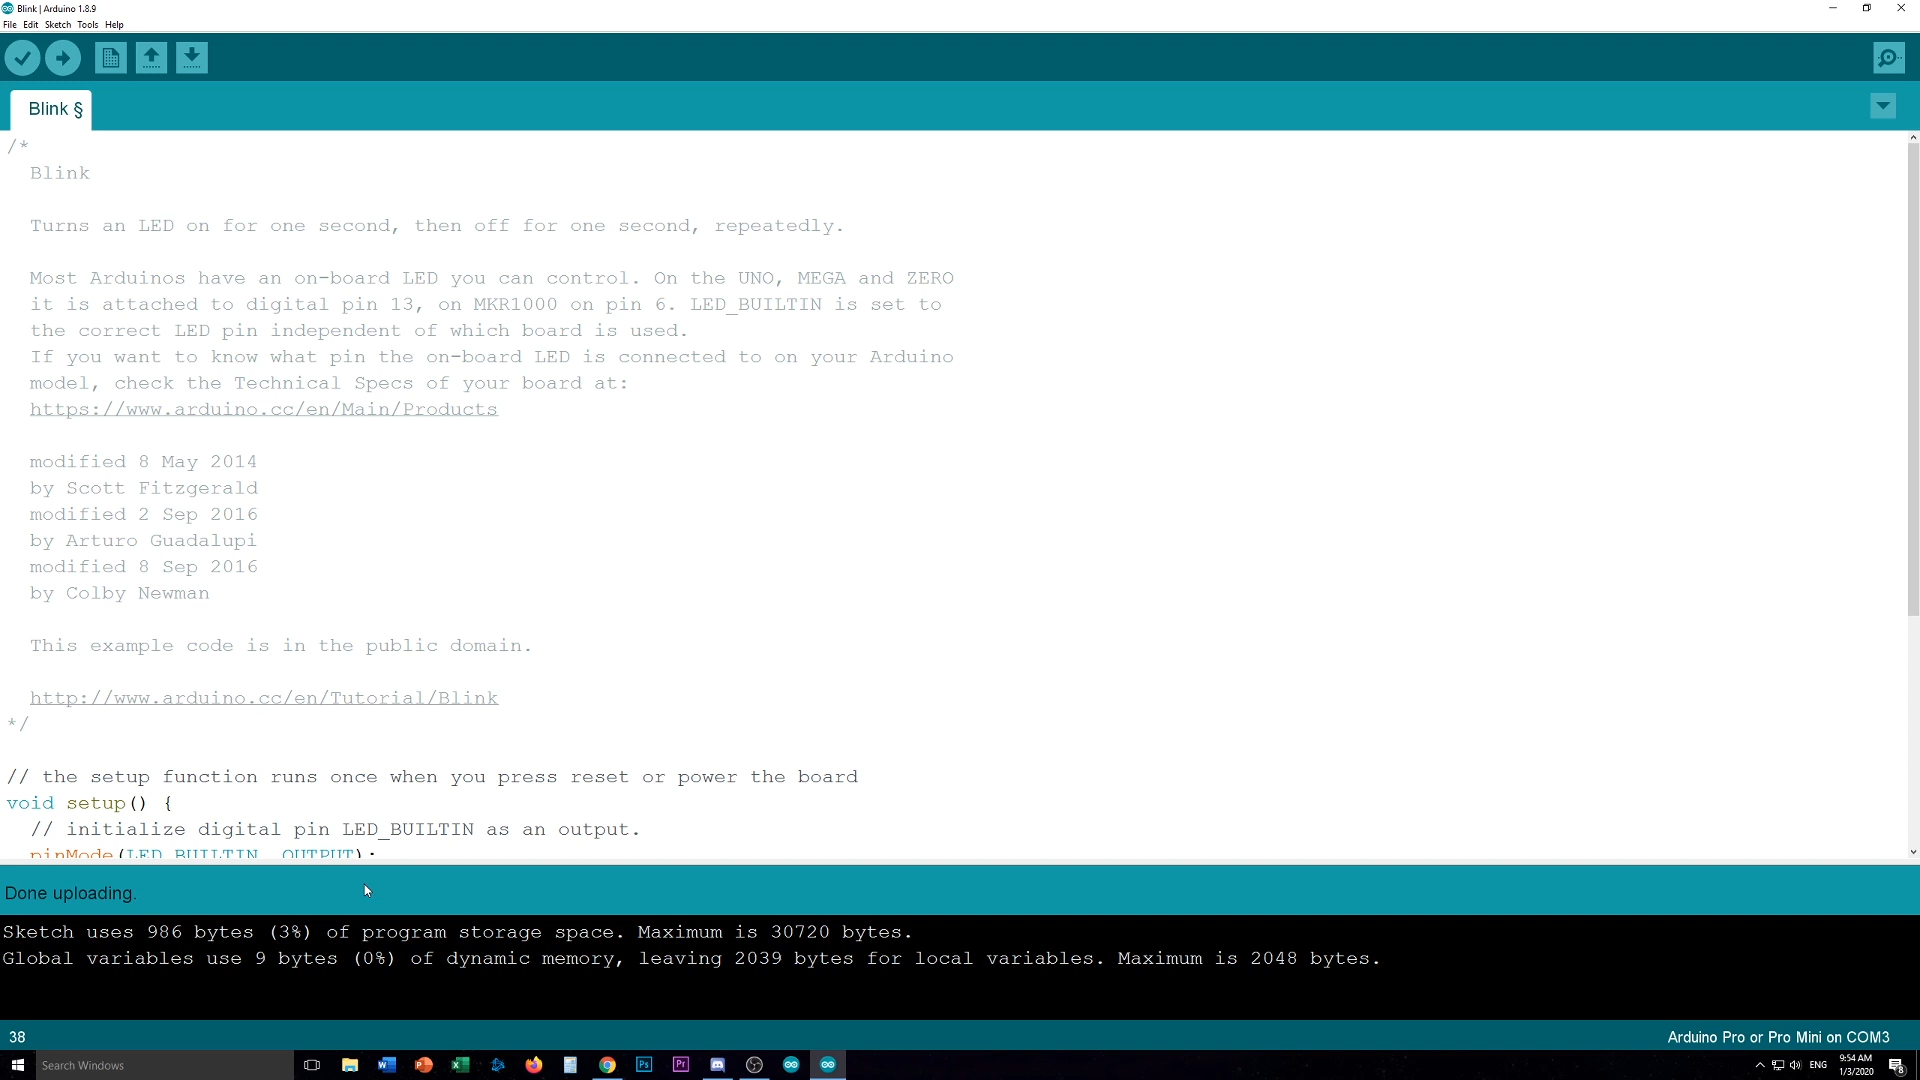 Blink | Arduino 1.8.9
File Edit Sketch Tools Help
Blink §
/*
Blink
Turns an LED on for one second, then off for one second, repeatedly.
Most Arduinos have an on-board LED you can control. On the UNO, MEGA and ZERO
it is attached to digital pin 13, on MKR1000 on pin 6. LED_BUILTIN is set to
the correct LED pin independent of which board is used.
If you want to know what pin the on-board LED is connected to on your Arduino
model, check the Technical Specs of your board at:
https://www.arduino.cc/en/Main/Products
modified 8 May 2014
by Scott Fitzgerald
modified 2 Sep 2016
by Arturo Guadalupi
modified 8 Sep 2016
by Colby Newman
This example code is in the public domain.
http://www.arduino.cc/en/Tutorial/Blink
*/
// the setup function runs once when you press reset or power the board
void setup() {
// initialize digital pin LED_BUILTIN as an output.
pinMode(LED_BUILTIN, OUTPUT);
Done uploading.
Sketch uses 986 bytes (3%) of program storage space. Maximum is 30720 bytes.
Global variables use 9 bytes (0%) of dynamic memory, leaving 2039 bytes for local variables. Maximum is 2048 bytes.
38
Arduino Pro or Pro Mini on COM3
Search Windows
Ps
Pr
ENG
9:54 AM
1/3/2020